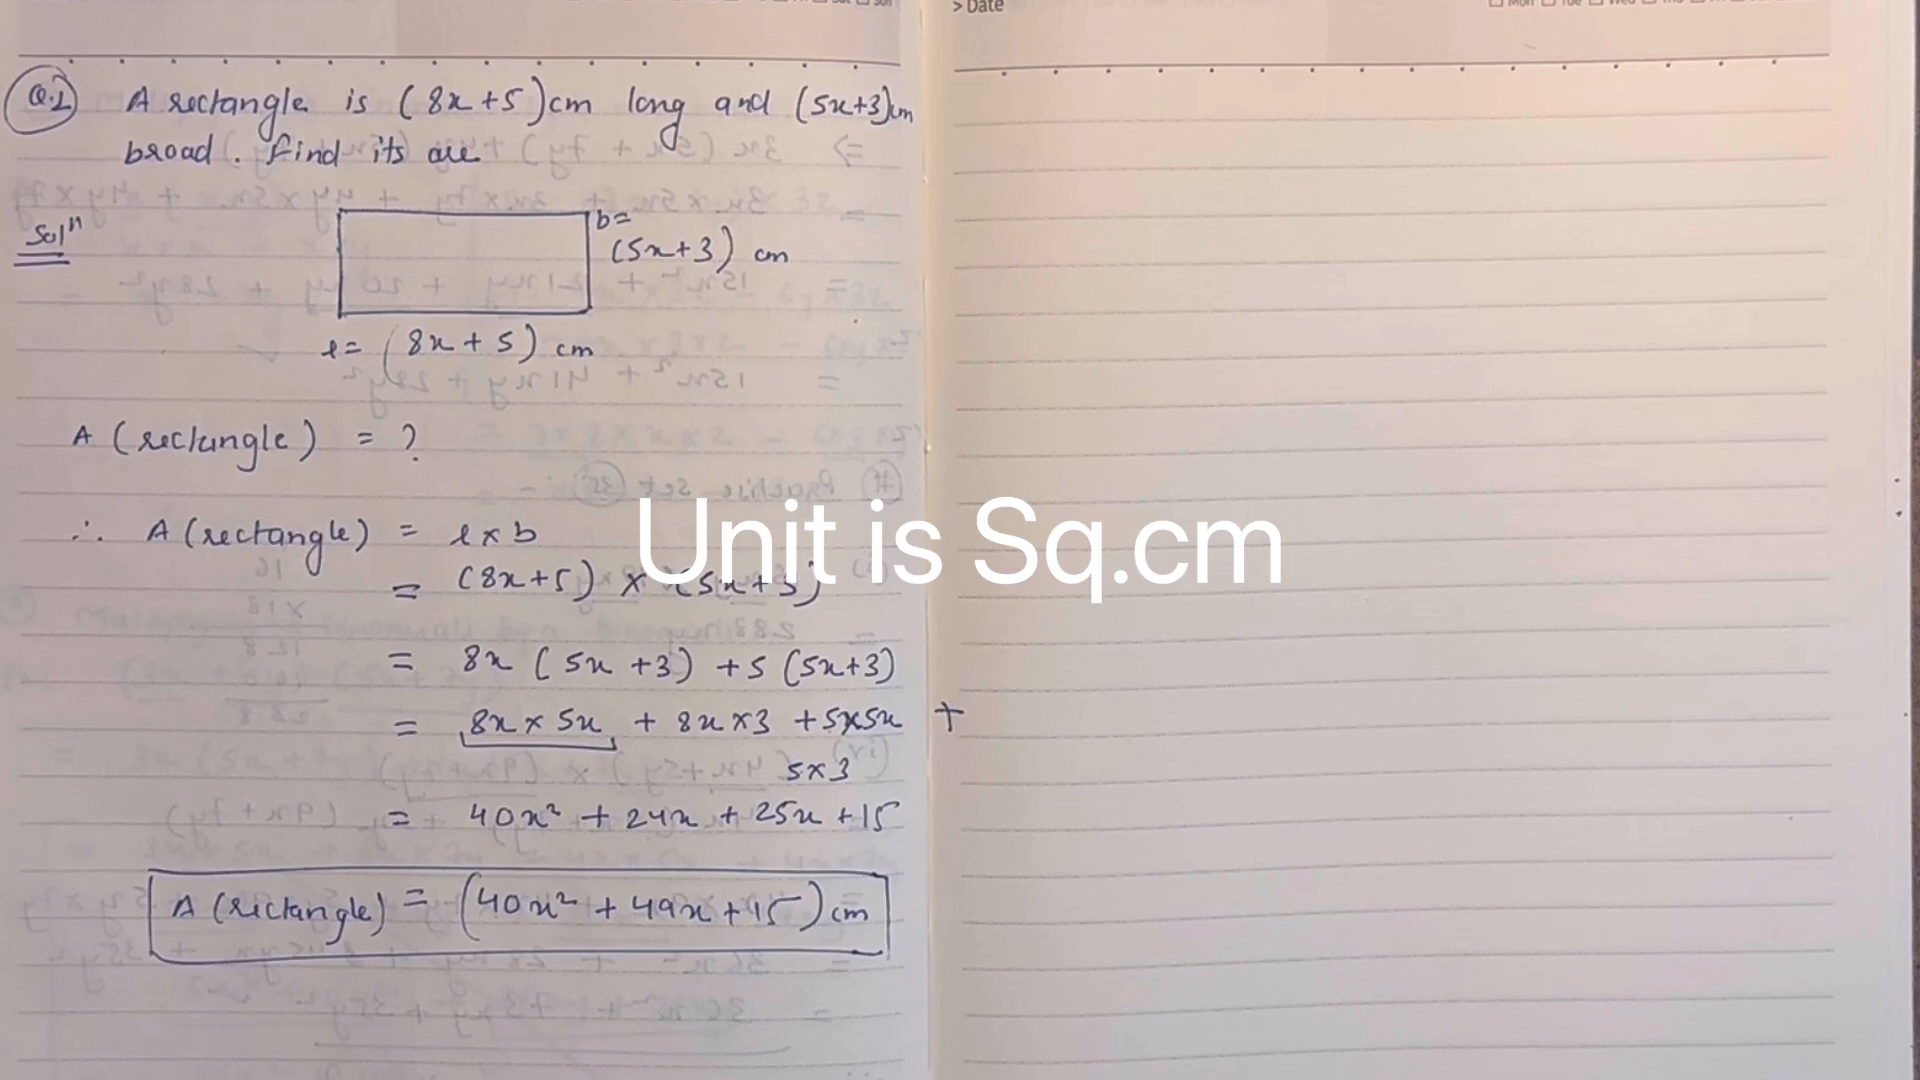 > Date
Q.2 A rectangle is (8x+5)cm long and (5x+3)cm
broad. find its are
Solⁿ
b=
(5x+3) cm
l= (8x+5) cm
A (rectangle) = ?
∴ A (rectangle) = l×b
= (8x+5) × (5x+3)
Unit is Sq.cm
= 8x (5x+3) +5 (5x+3)
= 8x × 5x + 8x×3 +5×5x +
5×3
= 40x² + 24x + 25x +15
A (rectangle) = (40x² + 49x +15) cm